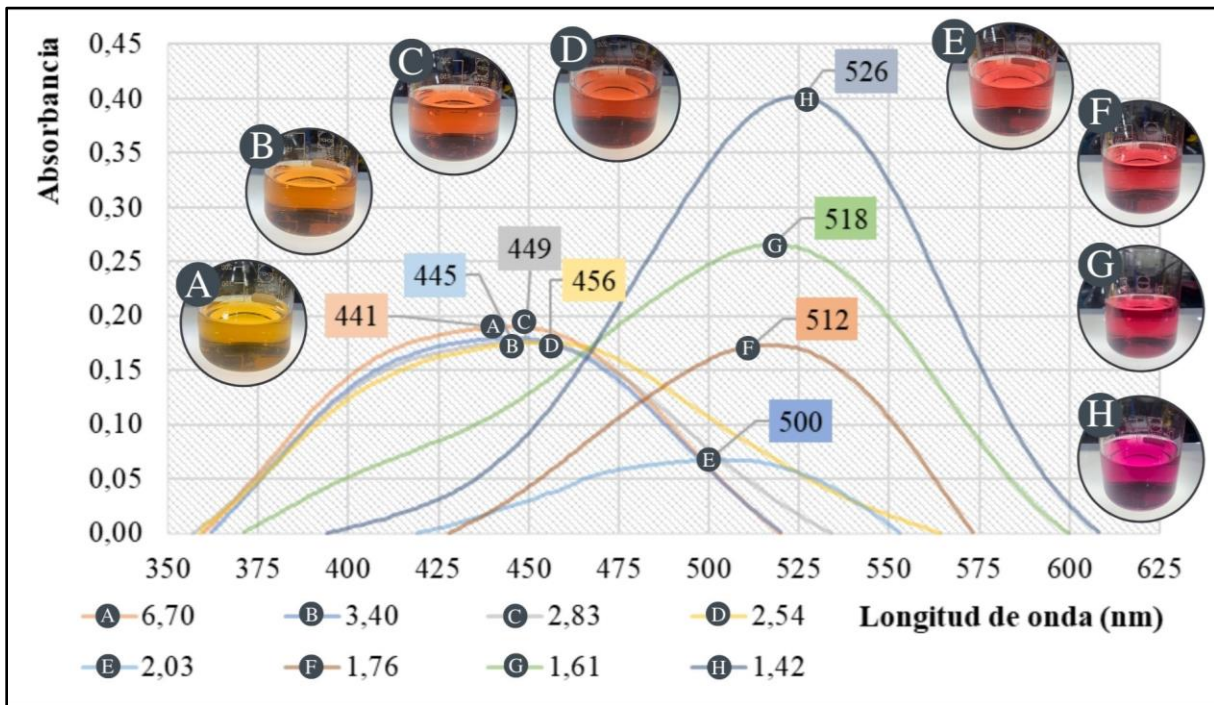 Absorbancia
0,45
0,40
0,35
0,30
0,25
0,20
0,15
0,10
0,05
0,00
A
B
C
D
E
F
G
H
526
518
449
445
456
441
512
500
H
G
A
C
B
D
F
E
350 375 400 425 450 475 500 525 550 575 600 625
Longitud de onda (nm)
A 6,70 B 3,40 C 2,83 D 2,54
E 2,03 F 1,76 G 1,61 H 1,42